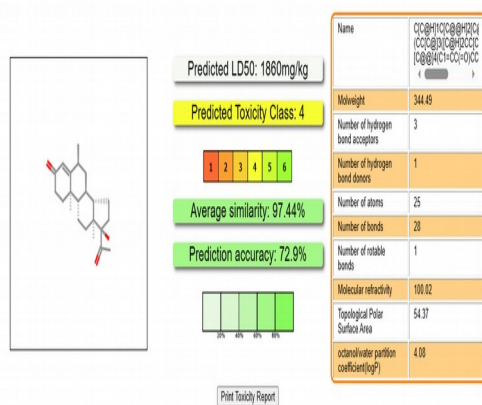 Predicted LD50: 1860mg/kg
Predicted Toxicity Class: 4
1 2 3 4 5 6
Average similarity: 97.44%
Prediction accuracy: 72.9%
20% 40% 60% 80%
Print Toxicity Report
Name
Molweight 344.49
Number of hydrogen
bond acceptors 3
Number of hydrogen
bond donors 1
Number of atoms 25
Number of bonds 28
Number of rotable
bonds 1
Molecular refractivity 100.02
Topological Polar
Surface Area 54.37
octanol/water partition
coefficient(logP) 4.08